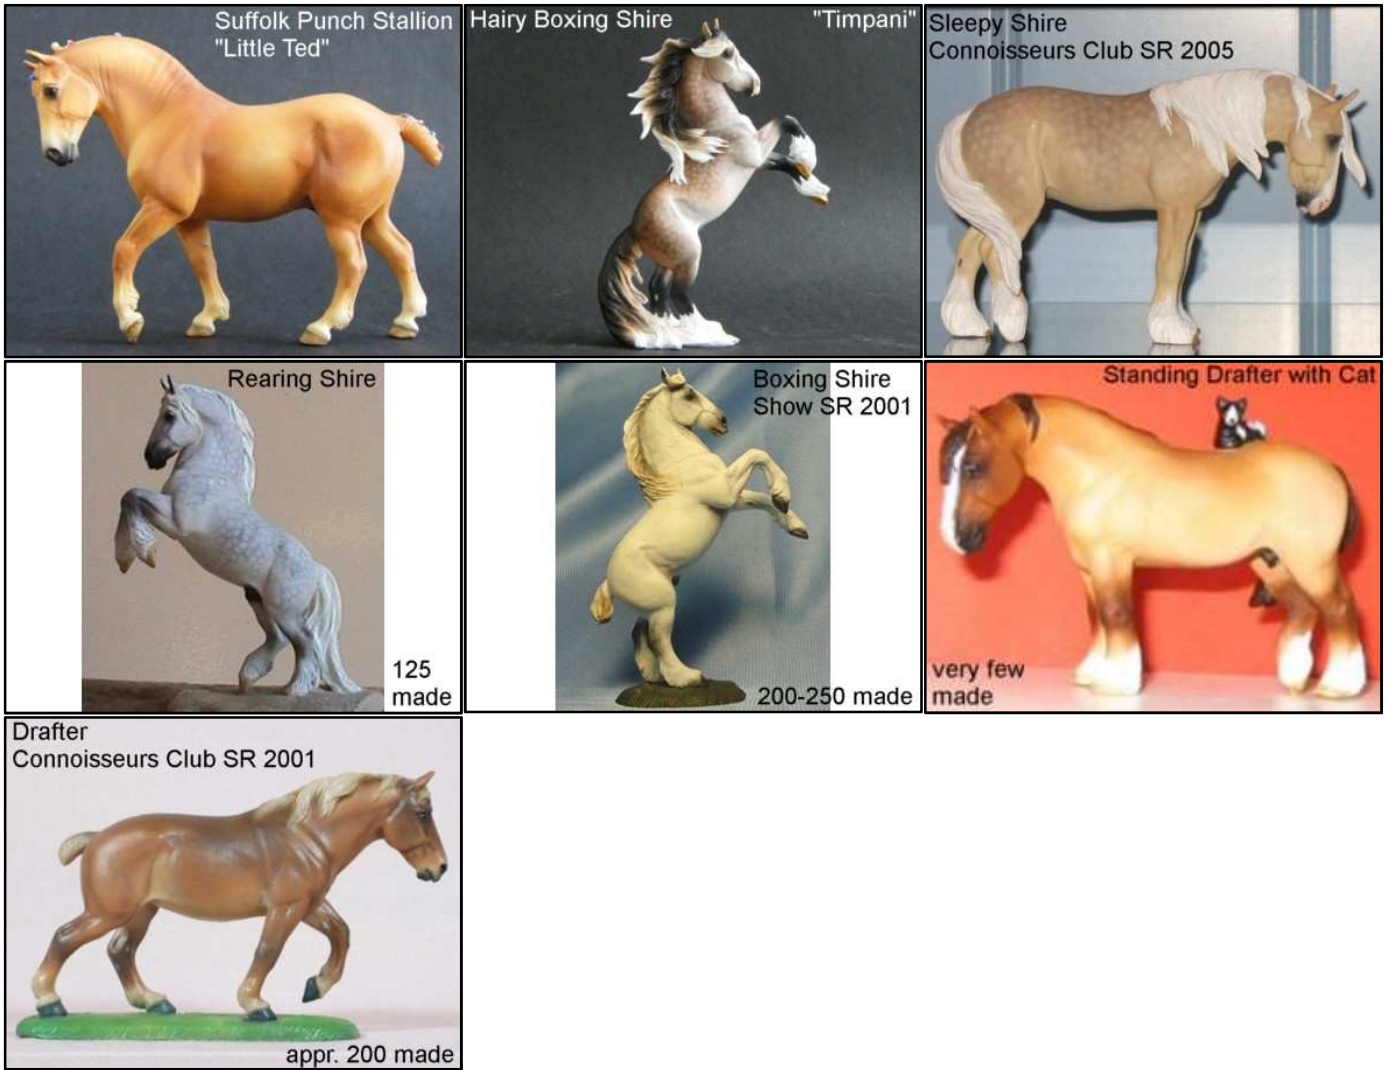 Suffolk Punch Stallion
"Little Ted"
Hairy Boxing Shire "Timpani"
Sleepy Shire
Connoisseurs Club SR 2005
Rearing Shire
125
made
Boxing Shire
Show SR 2001
200-250 made
Standing Drafter with Cat
very few
made
Drafter
Connoisseurs Club SR 2001
appr. 200 made